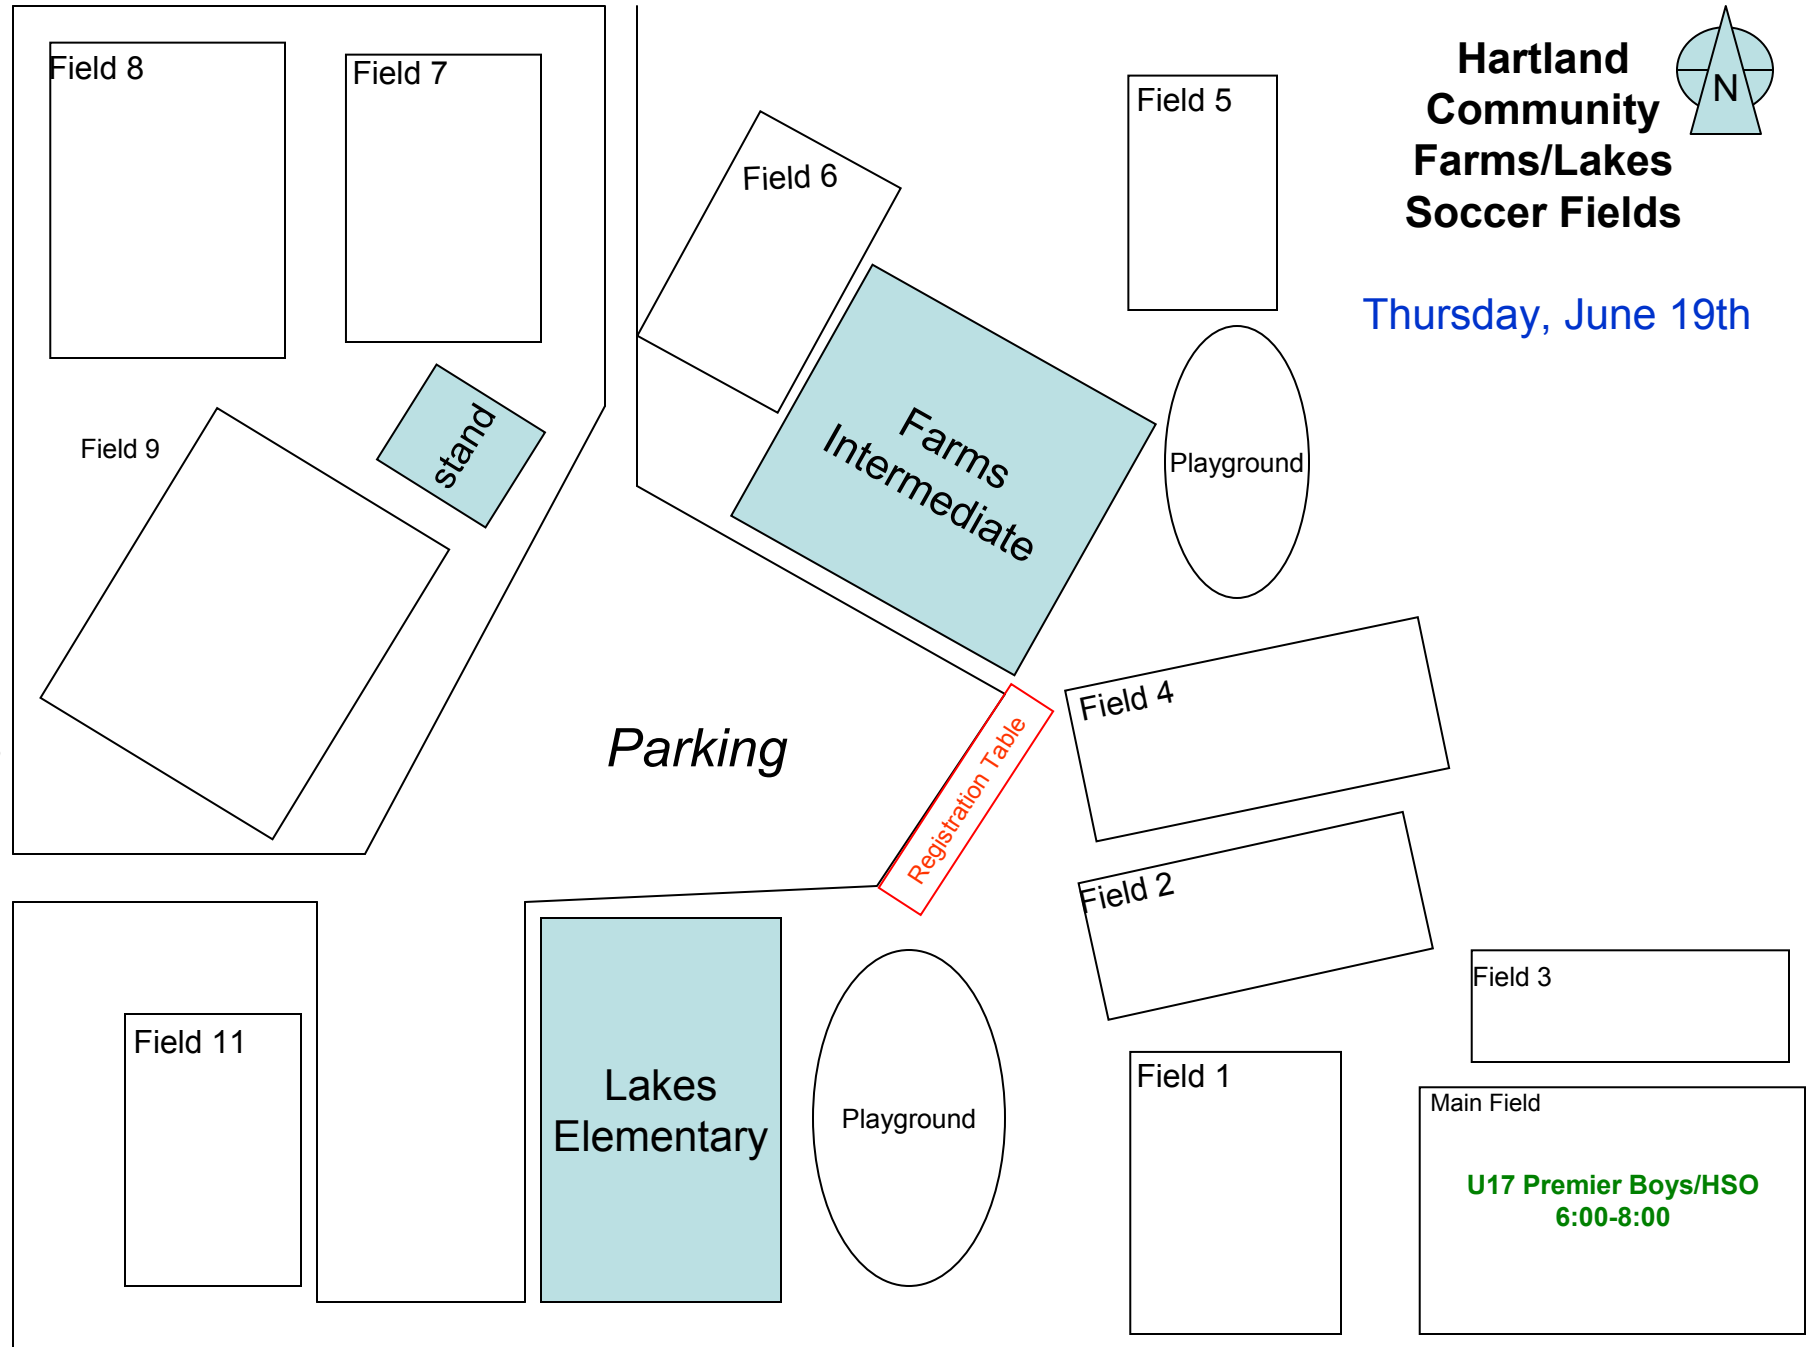 Hartland
Community
Farms/Lakes
Soccer Fields
N
Thursday, June 19th
Field 8
Field 7
Field 6
Field 5
Farms
Intermediate
Playground
stand
Field 9
Field 4
Parking
Registration Table
Field 2
Field 3
Field 11
Lakes
Elementary
Playground
Field 1
Main Field
U17 Premier Boys/HSO
6:00-8:00